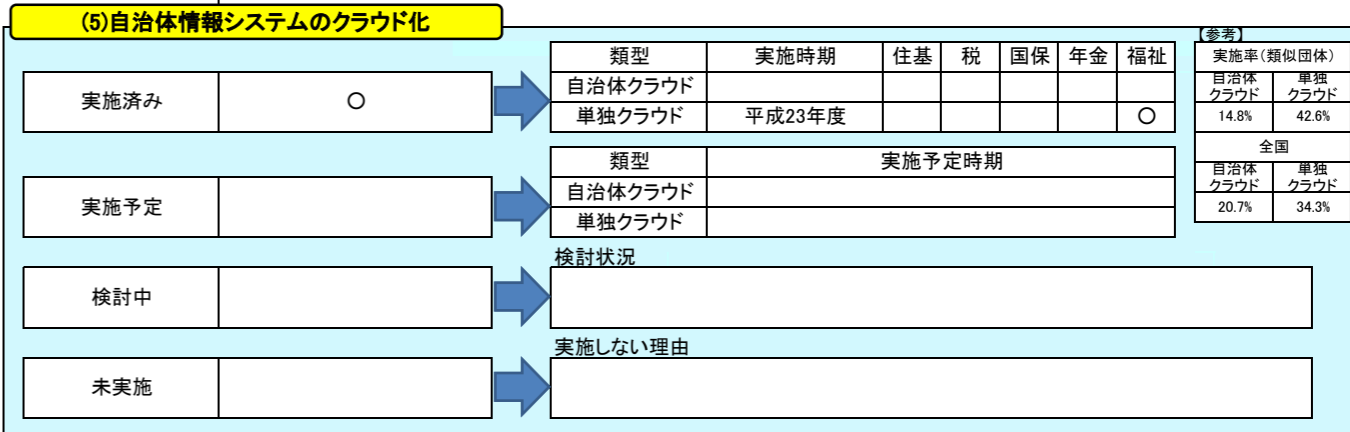 (5)自治体情報システムのクラウド化
実施済み ○
類型 実施時期 住基 税 国保 年金 福祉
自治体クラウド
単独クラウド 平成23年度 ○
【参考】
実施率(類似団体)
自治体クラウド 単独クラウド
14.8% 42.6%
全国
自治体クラウド 単独クラウド
20.7% 34.3%
実施予定
類型 実施予定時期
自治体クラウド
単独クラウド
検討中
検討状況
未実施
実施しない理由